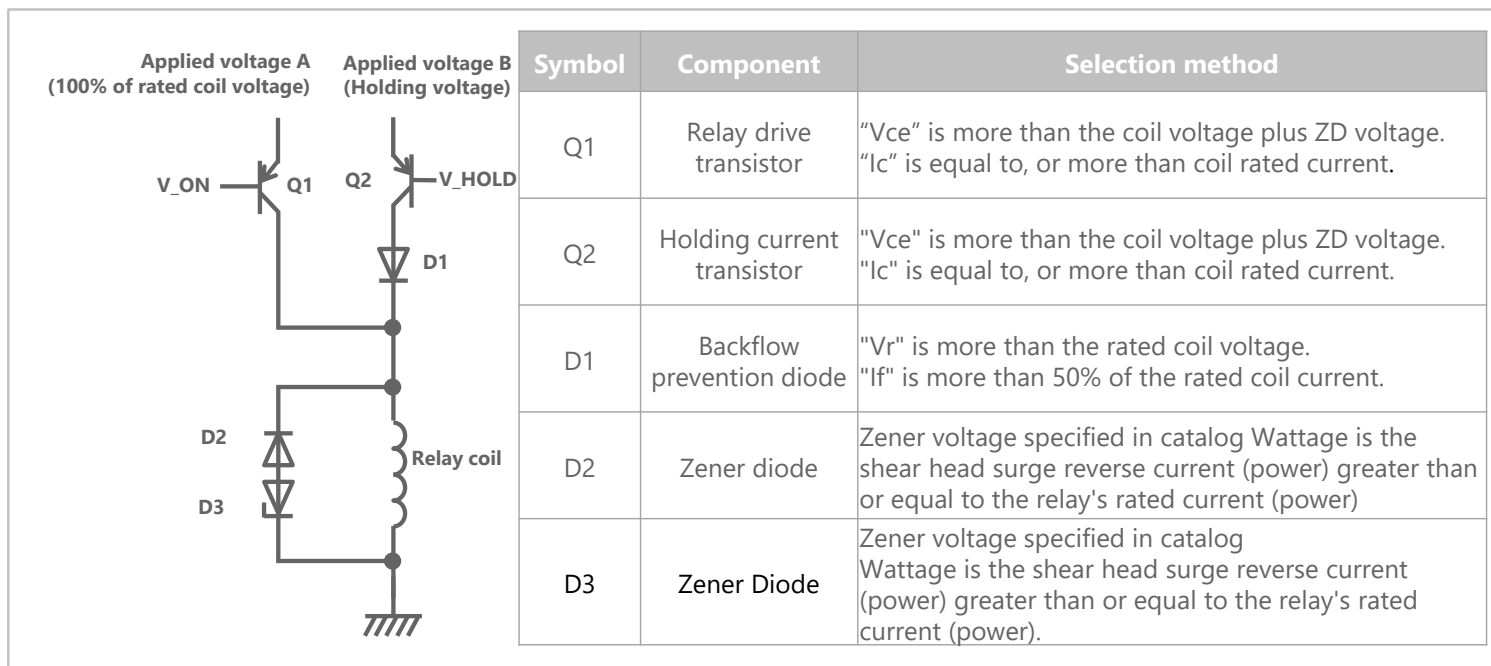 Applied voltage A
(100% of rated coil voltage)
Applied voltage B
(Holding voltage)
V_ON
Q1
Q2
V_HOLD
D1
D2
Relay coil
D3
Symbol Component Selection method
Q1
Relay drive
transistor
“Vce” is more than the coil voltage plus ZD voltage.
“Ic” is equal to, or more than coil rated current.
Q2
Holding current
transistor
"Vce" is more than the coil voltage plus ZD voltage.
"Ic" is equal to, or more than coil rated current.
D1
Backflow
prevention diode
"Vr" is more than the rated coil voltage.
"If" is more than 50% of the rated coil current.
D2
Zener diode
Zener voltage specified in catalog Wattage is the
shear head surge reverse current (power) greater than
or equal to the relay's rated current (power)
D3
Zener Diode
Zener voltage specified in catalog
Wattage is the shear head surge reverse current
(power) greater than or equal to the relay's rated
current (power).